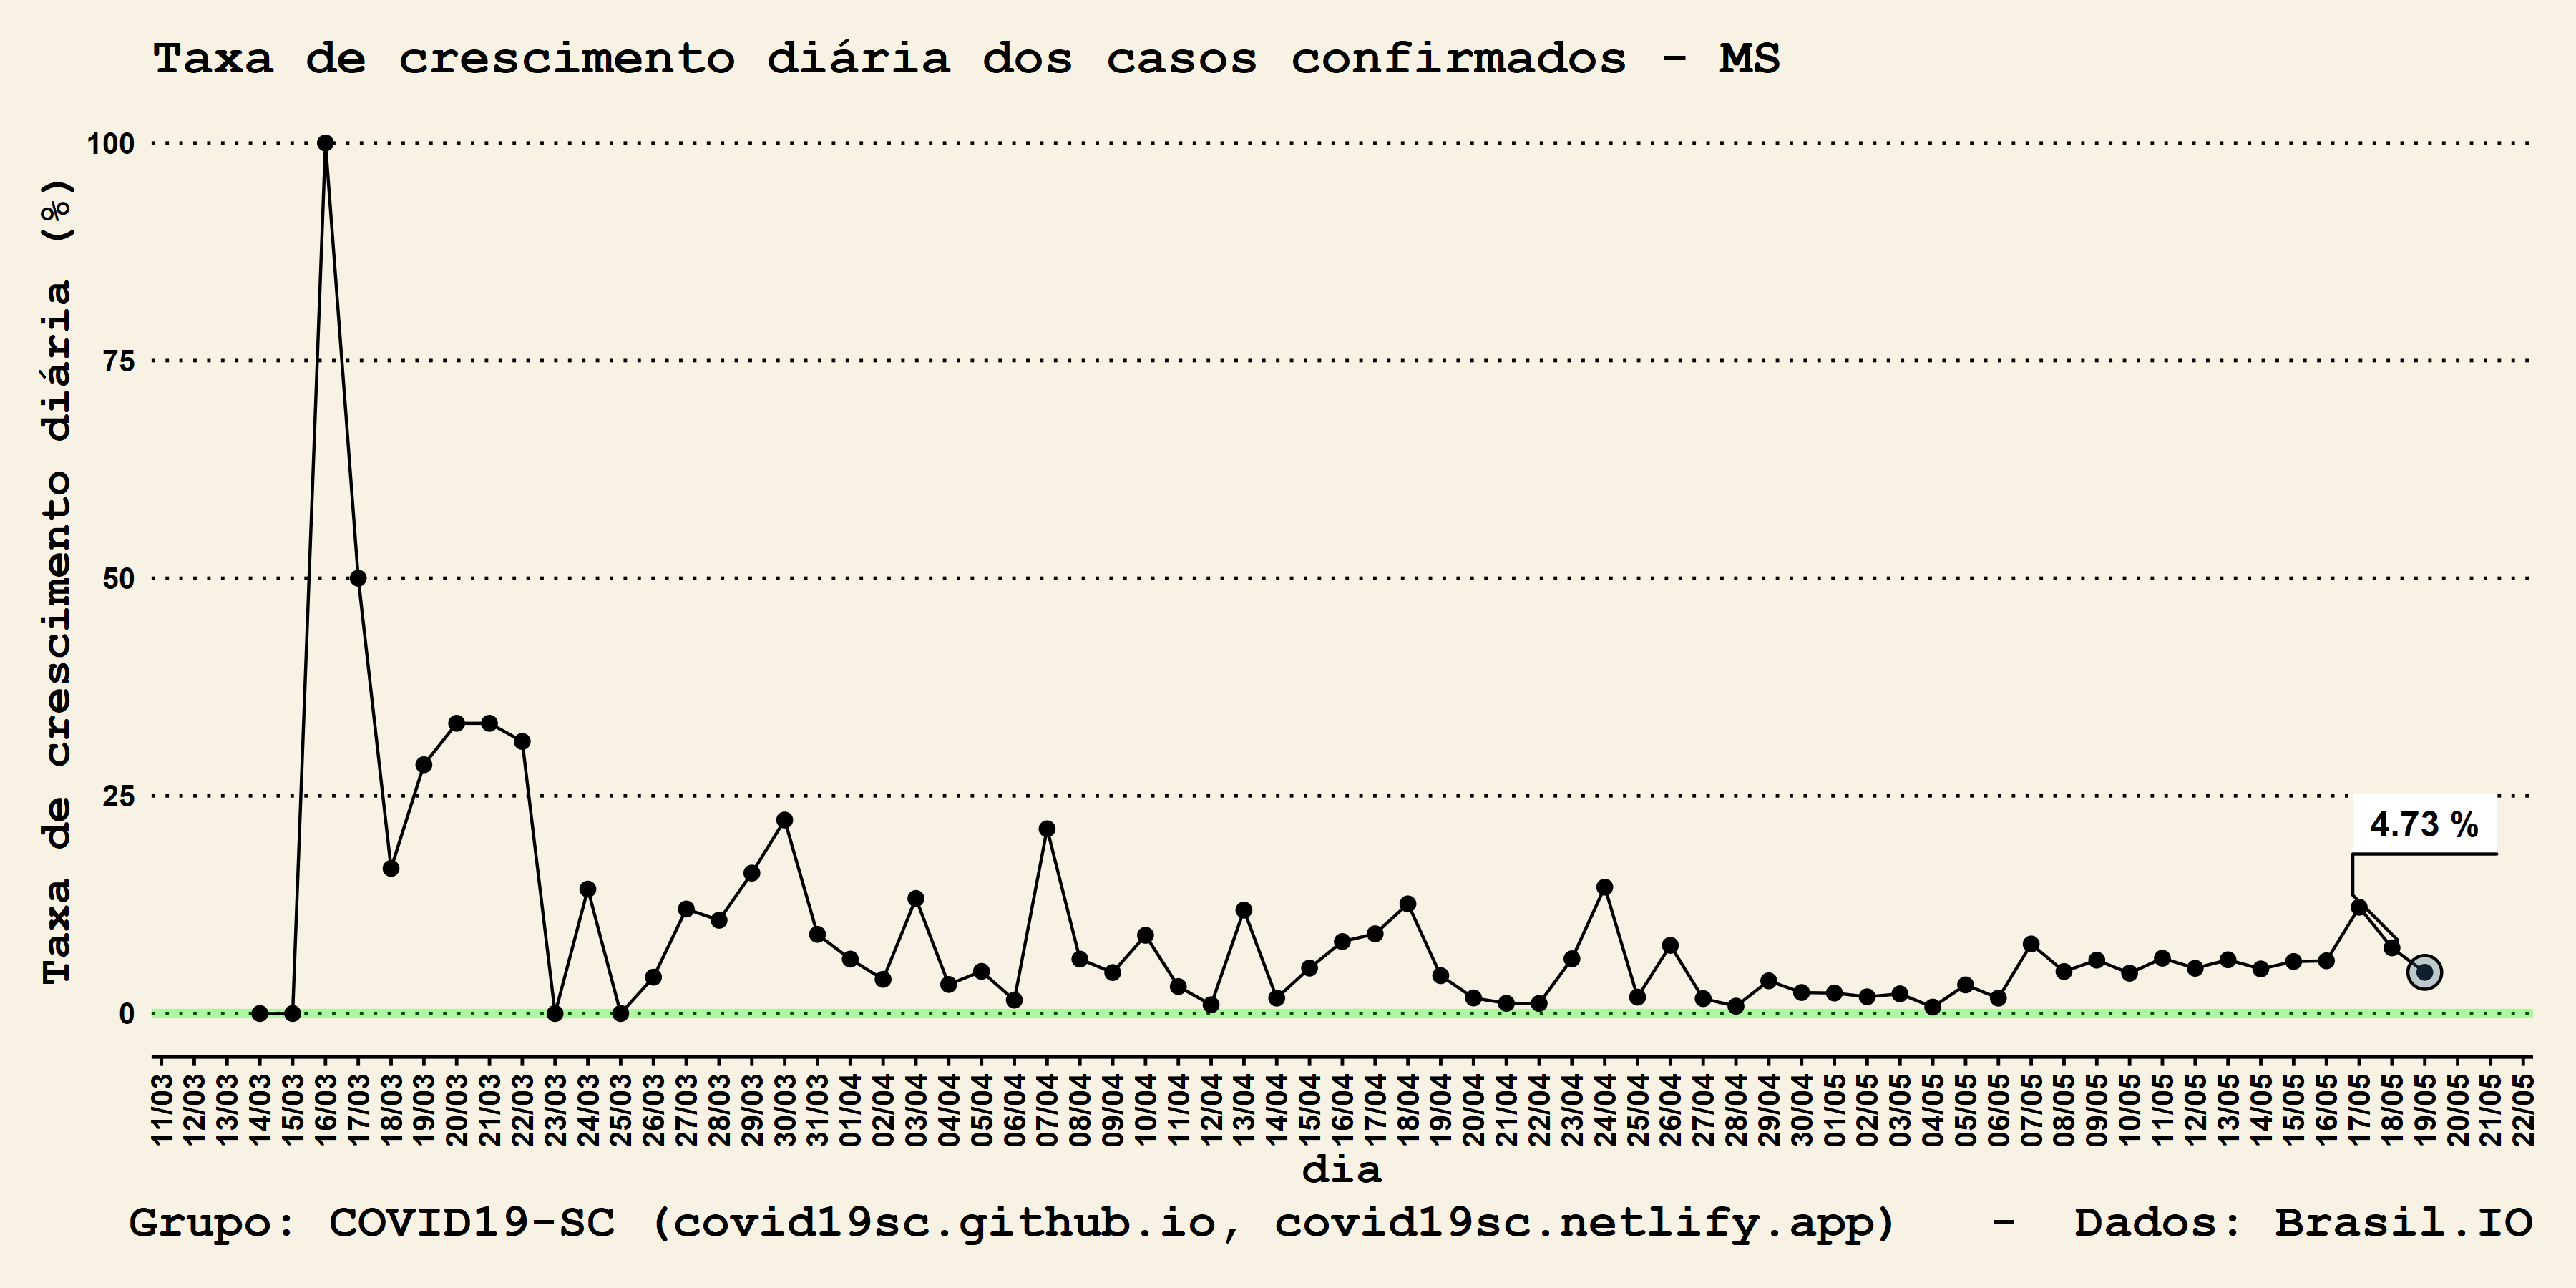 Taxa de crescimento diária dos casos confirmados - MS
Taxa de crescimento diária (%)
100
75
50
25
0
4.73 %
11/03 12/03 13/03 14/03 15/03 16/03 17/03 18/03 19/03 20/03 21/03 22/03 23/03 24/03 25/03 26/03 27/03 28/03 29/03 30/03 31/03 01/04 02/04 03/04 04/04 05/04 06/04 07/04 08/04 09/04 10/04 11/04 12/04 13/04 14/04 15/04 16/04 17/04 18/04 19/04 20/04 21/04 22/04 23/04 24/04 25/04 26/04 27/04 28/04 29/04 30/04 01/05 02/05 03/05 04/05 05/05 06/05 07/05 08/05 09/05 10/05 11/05 12/05 13/05 14/05 15/05 16/05 17/05 18/05 19/05 20/05 21/05 22/05
dia
Grupo: COVID19-SC (covid19sc.github.io, covid19sc.netlify.app) - Dados: Brasil.IO